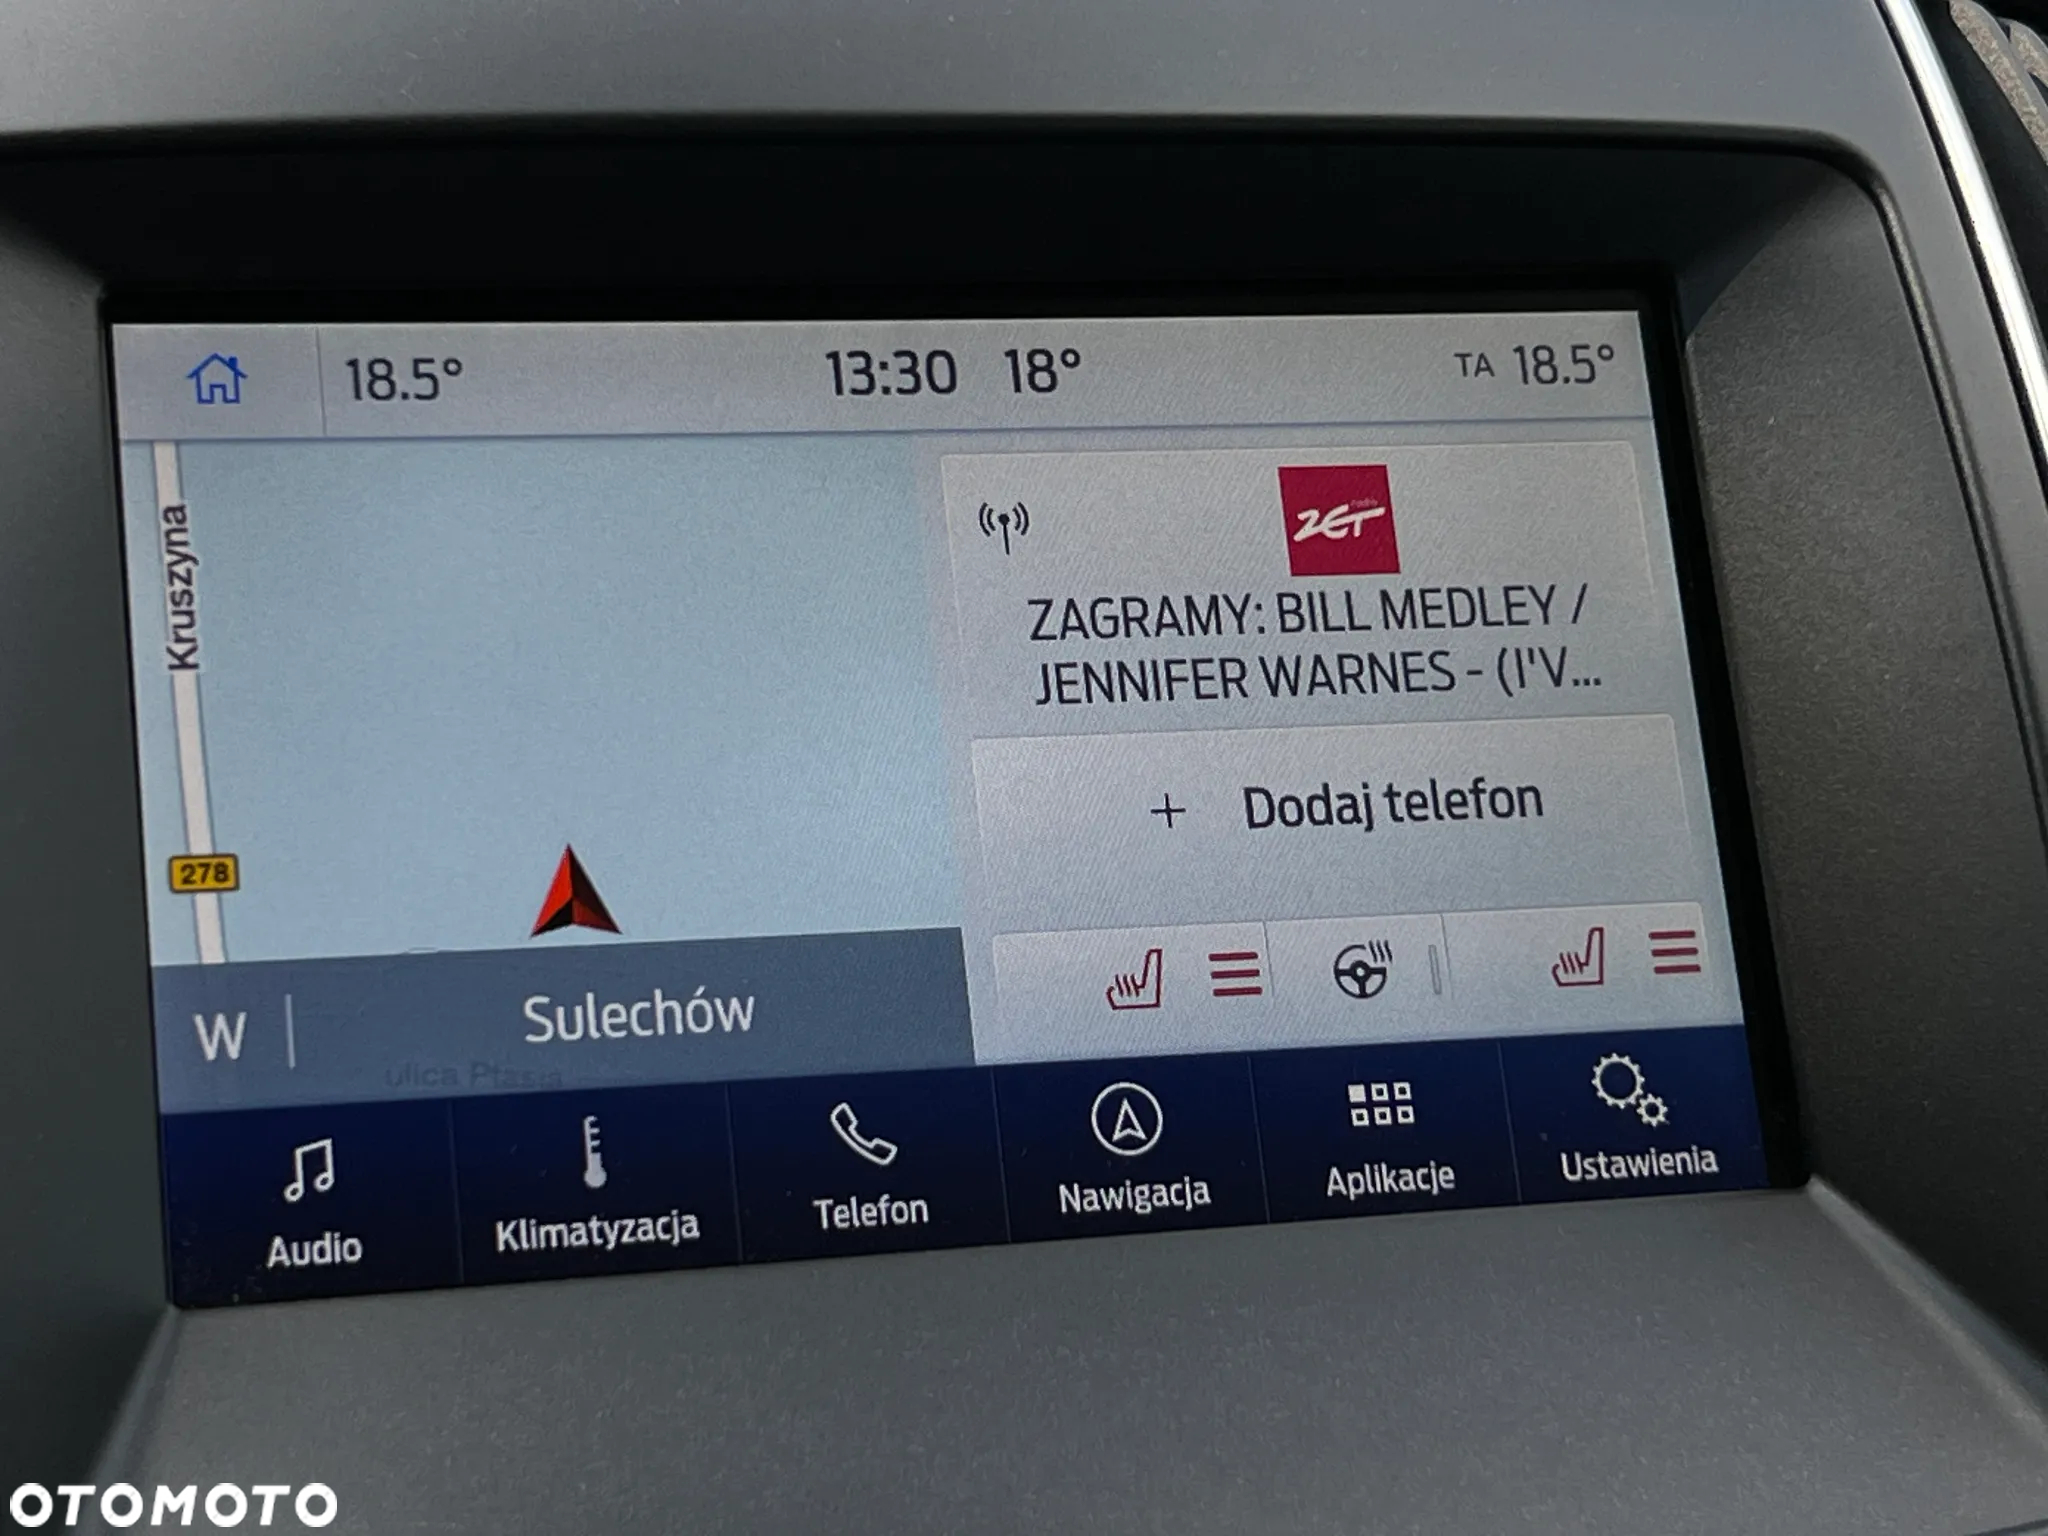 18.5° 13:30 18° TA 18.5°
Kruszyna
278
W
Sulechów
radio
ZET
ZAGRAMY: BILL MEDLEY /
JENNIFER WARNES - (I'V...
+ Dodaj telefon
Audio
Klimatyzacja
Telefon
Nawigacja
Aplikacje
Ustawienia
OTOMOTO